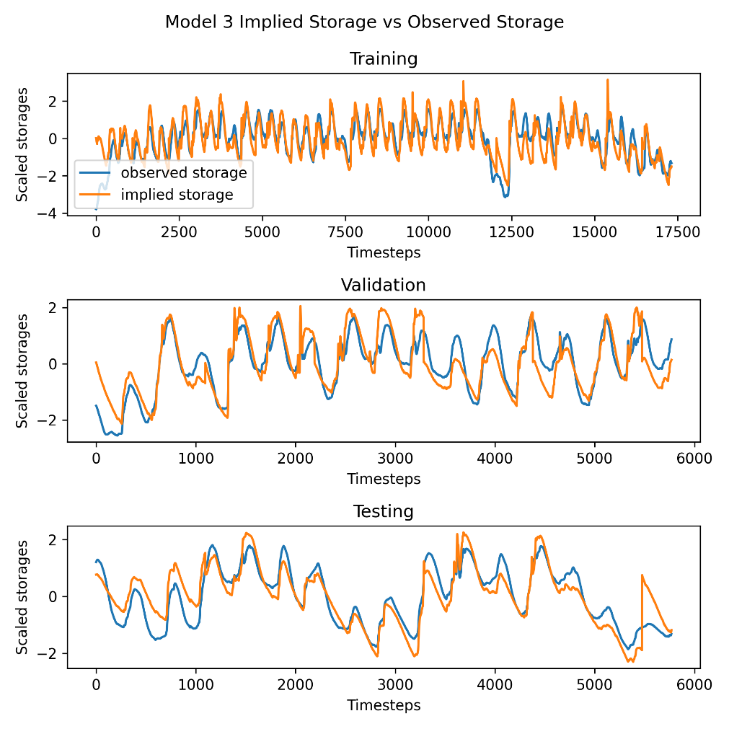 Model 3 Implied Storage vs Observed Storage
Training
Scaled storages
2
0
−2
−4
observed storage
implied storage
0 2500 5000 7500 10000 12500 15000 17500
Timesteps
Validation
Scaled storages
2
0
−2
0 1000 2000 3000 4000 5000 6000
Timesteps
Testing
Scaled storages
2
0
−2
0 1000 2000 3000 4000 5000 6000
Timesteps